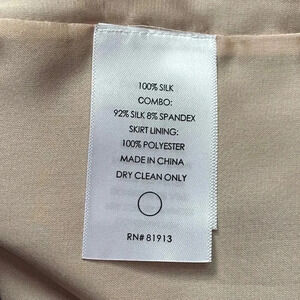 100% SILK
COMBO:
92% SILK 8% SPANDEX
SKIRT LINING:
100% POLYESTER
MADE IN CHINA
DRY CLEAN ONLY
RN# 81913